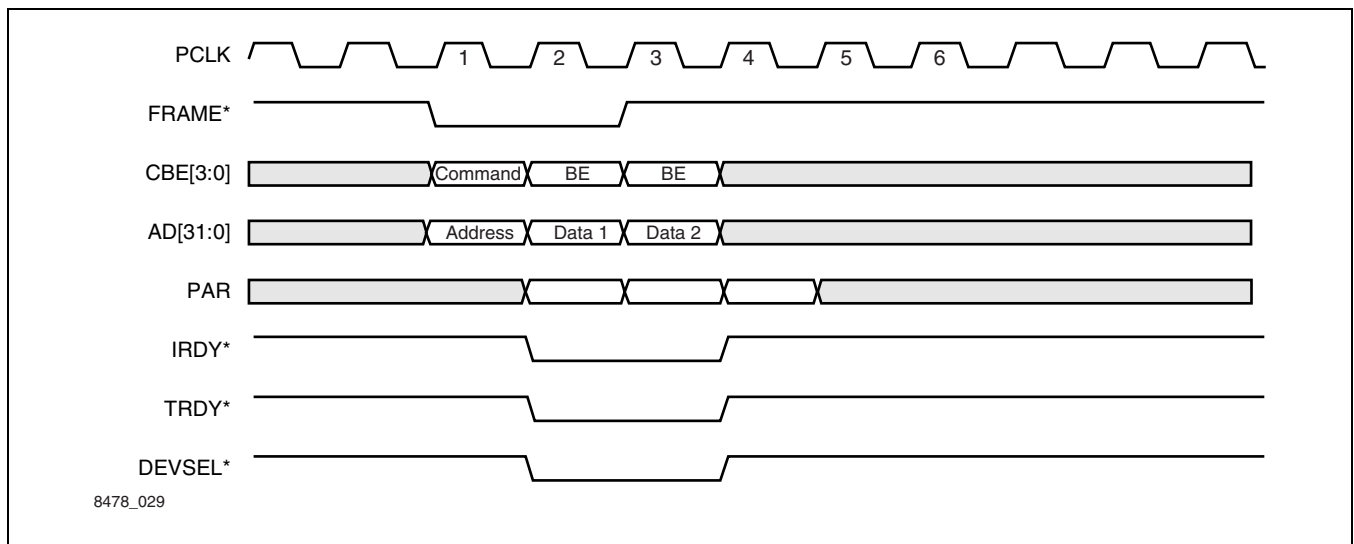 PCLK 1 2 3 4 5 6
FRAME*
CBE[3:0] Command BE BE
AD[31:0] Address Data 1 Data 2
PAR
IRDY*
TRDY*
DEVSEL*
8478_029